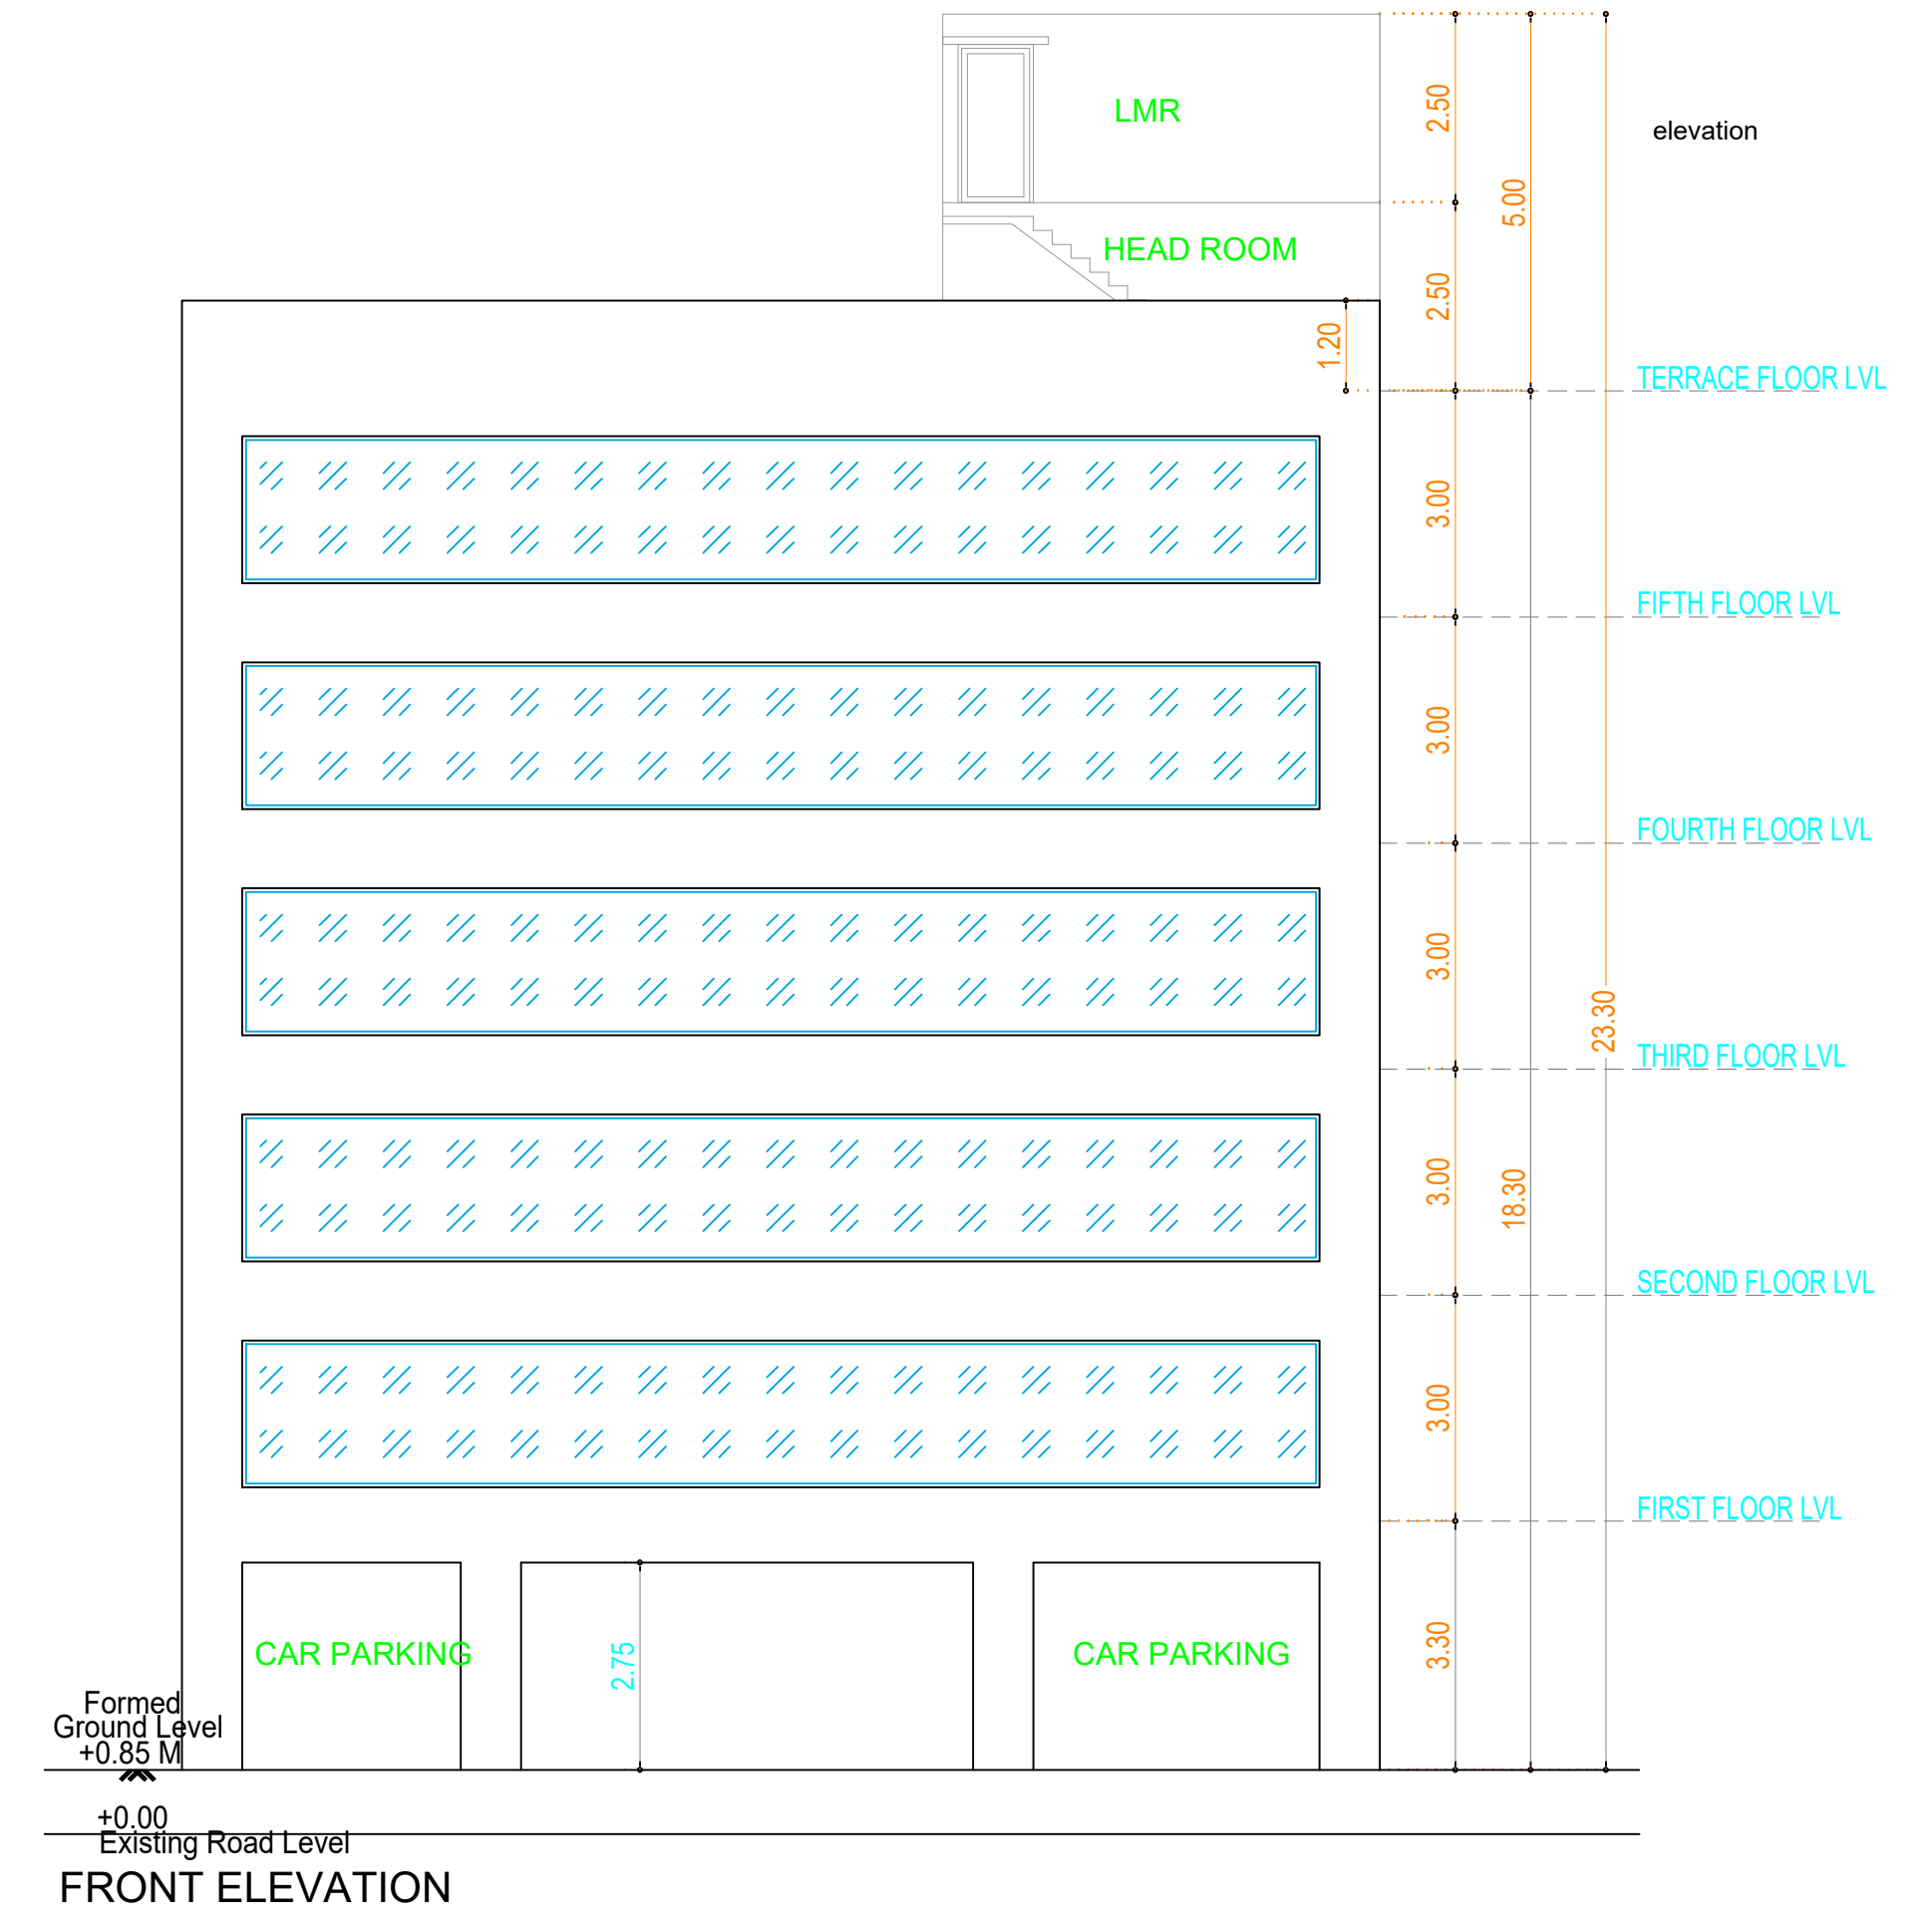 2.50
LMR
elevation
5.00
HEAD ROOM
2.50
1.20
TERRACE FLOOR LVL
3.00
FIFTH FLOOR LVL
3.00
FOURTH FLOOR LVL
3.00
23.30
THIRD FLOOR LVL
3.00
18.30
SECOND FLOOR LVL
3.00
FIRST FLOOR LVL
CAR PARKING
2.75
CAR PARKING
3.30
Formed
Ground Level
+0.85 M
+0.00
Existing Road Level
FRONT ELEVATION